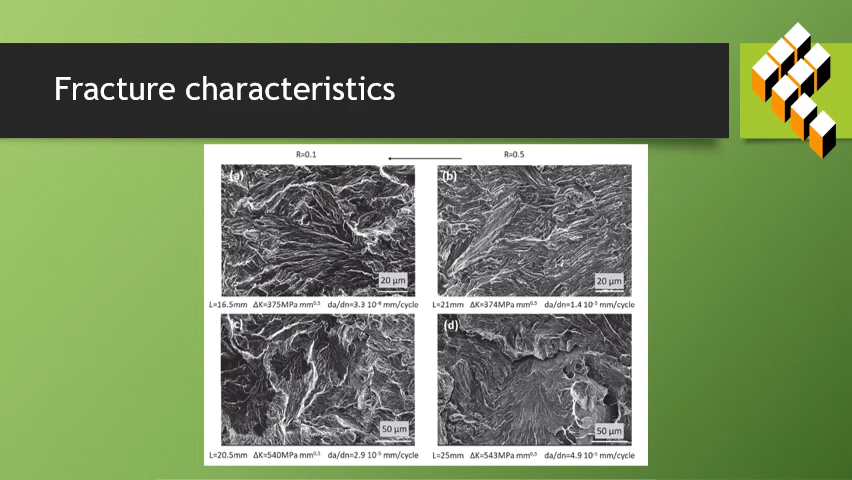 Fracture characteristics
R=0.1
R=0.5
(a)
(b)
20 µm
20 µm
L=16.5mm ΔK=375MPa mm⁰·⁵ da/dn=3.3 10⁻⁶ mm/cycle
L=21mm ΔK=374MPa mm⁰·⁵ da/dn=1.4 10⁻⁵ mm/cycle
(c)
(d)
50 µm
50 µm
L=20.5mm ΔK=540MPa mm⁰·⁵ da/dn=2.9 10⁻⁵ mm/cycle
L=25mm ΔK=543MPa mm⁰·⁵ da/dn=4.9 10⁻⁵ mm/cycle